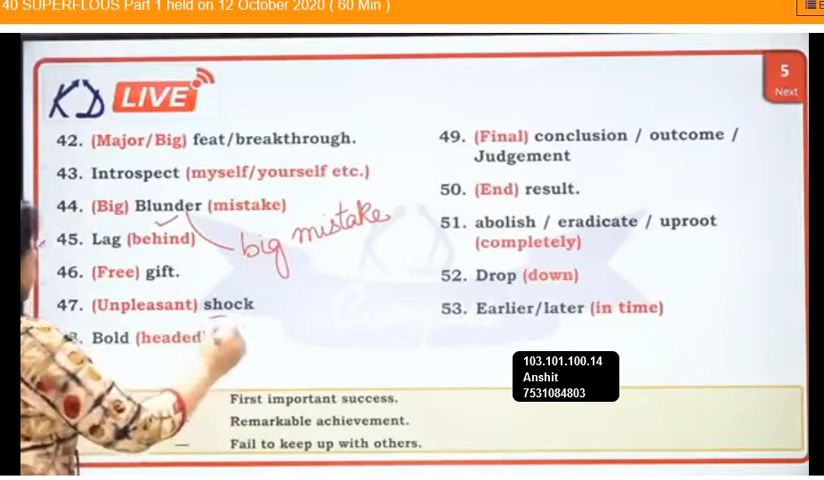 40 SUPERFLOUS Part 1 held on 12 October 2020 ( 60 Min )
KD LIVE
5
Next
42. (Major/Big) feat/breakthrough.
43. Introspect (myself/yourself etc.)
44. (Big) Blunder (mistake)
big mistake
45. Lag (behind)
46. (Free) gift.
47. (Unpleasant) shock
Bold (headed)
49. (Final) conclusion / outcome /
Judgement
50. (End) result.
51. abolish / eradicate / uproot
(completely)
52. Drop (down)
53. Earlier/later (in time)
103.101.100.14
Anshit
7531084803
First important success.
Remarkable achievement.
— Fail to keep up with others.